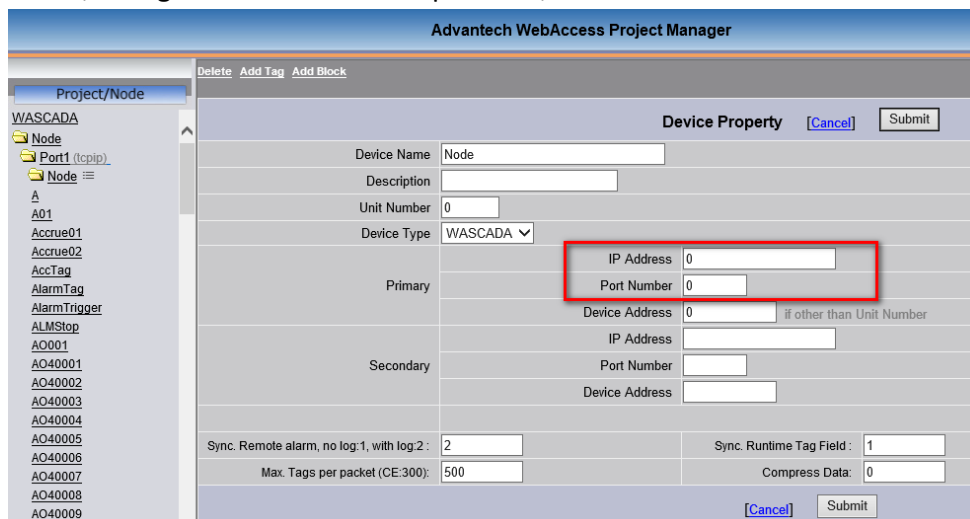 Advantech WebAccess Project Manager
Delete Add Tag Add Block
Project/Node
WASCADA
Node
Port1 (tcpip)
Node
A
A01
Accrue01
Accrue02
AccTag
AlarmTag
AlarmTrigger
ALMStop
AO001
AO40001
AO40002
AO40003
AO40004
AO40005
AO40006
AO40007
AO40008
AO40009
Device Property [Cancel] Submit
Device Name Node
Description
Unit Number 0
Device Type WASCADA
Primary
IP Address 0
Port Number 0
Device Address 0 if other than Unit Number
Secondary
IP Address
Port Number
Device Address
Sync. Remote alarm, no log:1, with log:2 : 2 Sync. Runtime Tag Field : 1
Max. Tags per packet (CE:300): 500 Compress Data: 0
[Cancel] Submit